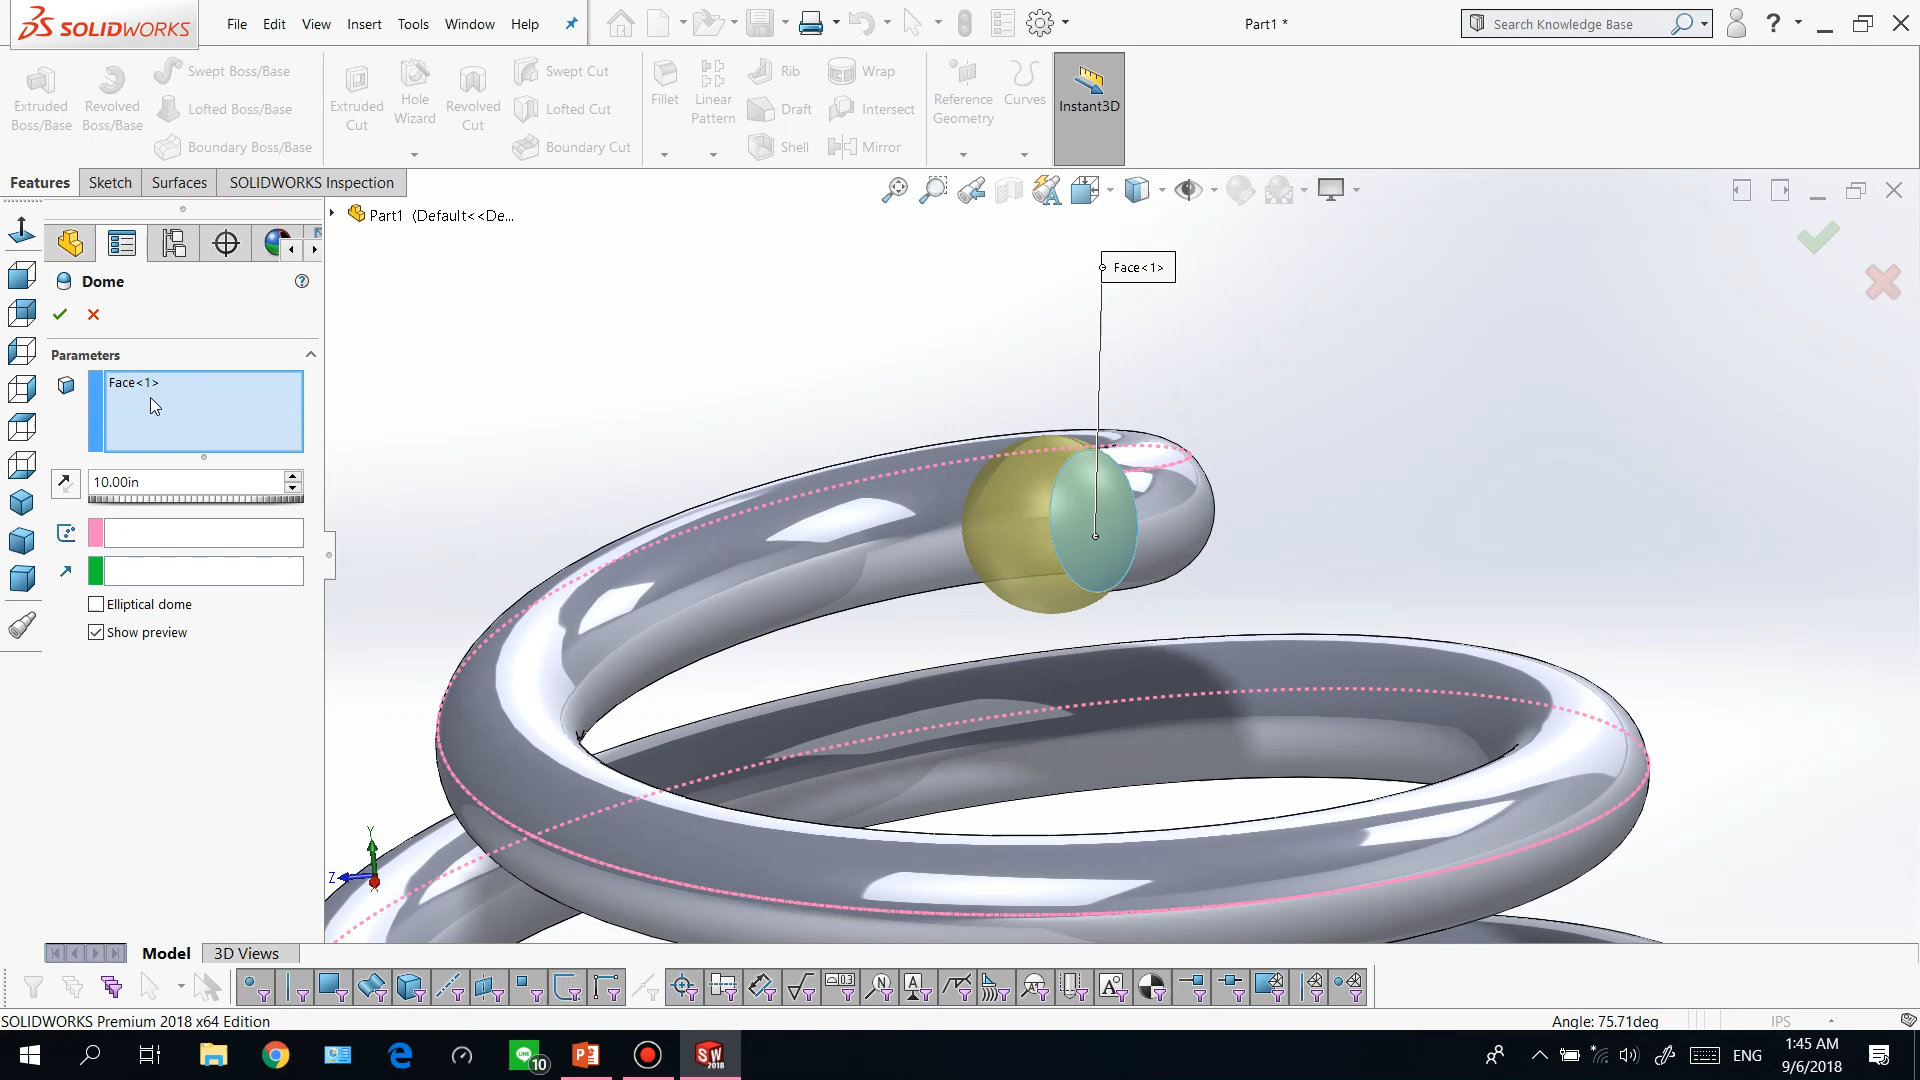 SOLIDWORKS
File Edit View Insert Tools Window Help
Part1 *
Search Knowledge Base
?
Extruded Boss/Base
Revolved Boss/Base
Swept Boss/Base
Lofted Boss/Base
Boundary Boss/Base
Extruded Cut
Hole Wizard
Revolved Cut
Swept Cut
Lofted Cut
Boundary Cut
Fillet
Linear Pattern
Rib
Draft
Shell
Wrap
Intersect
Mirror
Reference Geometry
Curves
Instant3D
Features Sketch Surfaces SOLIDWORKS Inspection
Part1 (Default<<De...
Dome
Parameters
Face<1>
10.00in
Elliptical dome
Show preview
Face<1>
Y
Z
X
Model 3D Views
SOLIDWORKS Premium 2018 x64 Edition
Angle: 75.71deg
IPS
10
SW
2018
ENG
1:45 AM
9/6/2018